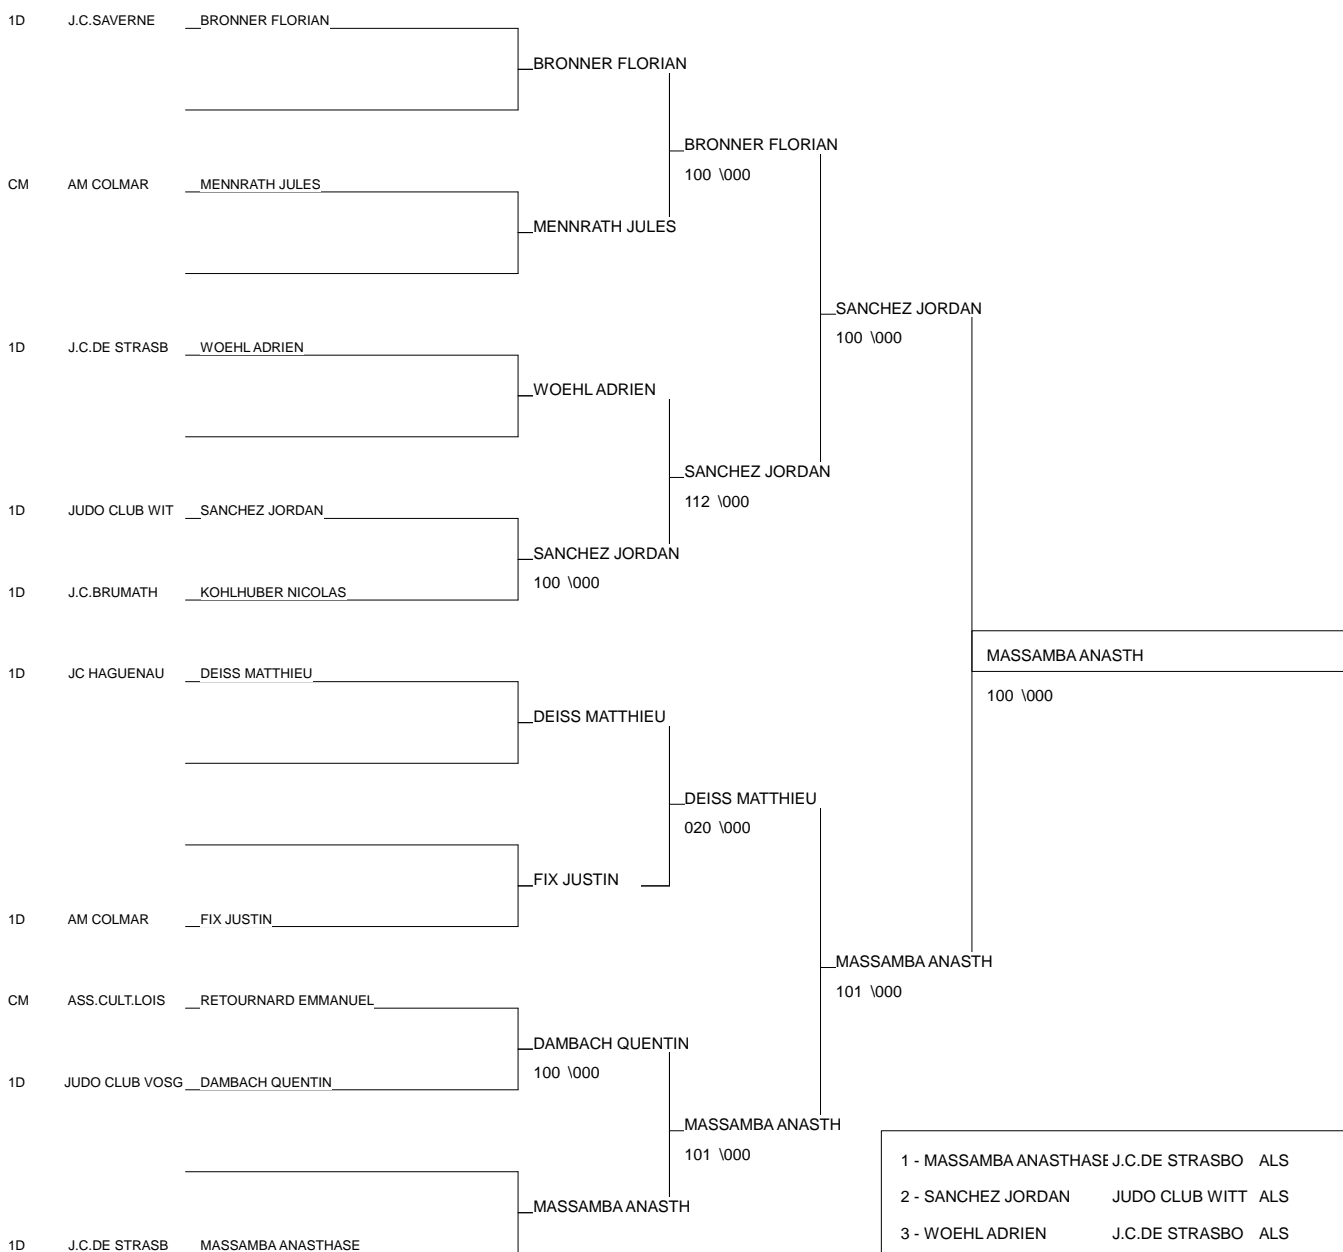 1D J.C.SAVERNE BRONNER FLORIAN
BRONNER FLORIAN
BRONNER FLORIAN
100 \000
CM AM COLMAR MENNRATH JULES
MENNRATH JULES
SANCHEZ JORDAN
100 \000
1D J.C.DE STRASB WOEHL ADRIEN
WOEHL ADRIEN
SANCHEZ JORDAN
112 \000
1D JUDO CLUB WIT SANCHEZ JORDAN
SANCHEZ JORDAN
100 \000
1D J.C.BRUMATH KOHLHUBER NICOLAS
MASSAMBA ANASTH
100 \000
1D JC HAGUENAU DEISS MATTHIEU
DEISS MATTHIEU
DEISS MATTHIEU
020 \000
FIX JUSTIN
1D AM COLMAR FIX JUSTIN
MASSAMBA ANASTH
101 \000
CM ASS.CULT.LOIS RETOURNARD EMMANUEL
DAMBACH QUENTIN
100 \000
1D JUDO CLUB VOSG DAMBACH QUENTIN
MASSAMBA ANASTH
101 \000
MASSAMBA ANASTH
1D J.C.DE STRASB MASSAMBA ANASTHASE
1 - MASSAMBA ANASTHASE J.C.DE STRASBO ALS
2 - SANCHEZ JORDAN JUDO CLUB WITT ALS
3 - WOEHL ADRIEN J.C.DE STRASBO ALS